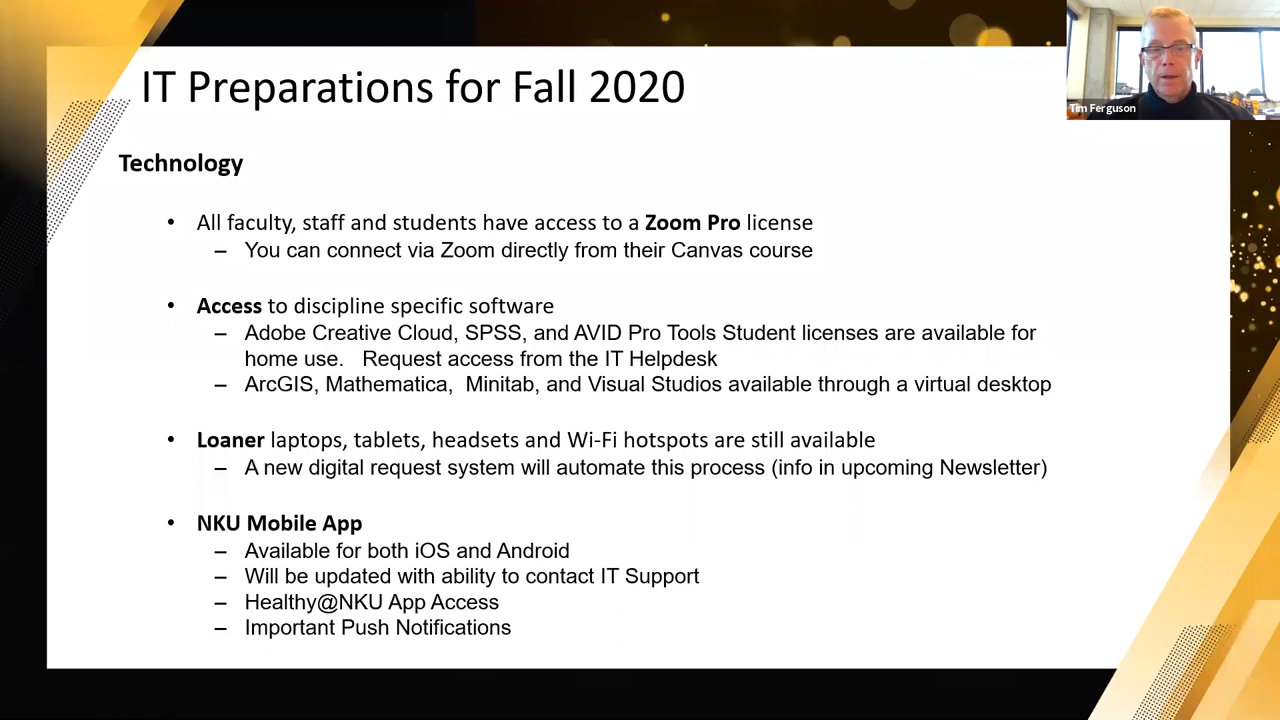 IT Preparations for Fall 2020
Tim Ferguson
Technology
• All faculty, staff and students have access to a Zoom Pro license
– You can connect via Zoom directly from their Canvas course
• Access to discipline specific software
– Adobe Creative Cloud, SPSS, and AVID Pro Tools Student licenses are available for
home use. Request access from the IT Helpdesk
– ArcGIS, Mathematica, Minitab, and Visual Studios available through a virtual desktop
• Loaner laptops, tablets, headsets and Wi-Fi hotspots are still available
– A new digital request system will automate this process (info in upcoming Newsletter)
• NKU Mobile App
– Available for both iOS and Android
– Will be updated with ability to contact IT Support
– Healthy@NKU App Access
– Important Push Notifications